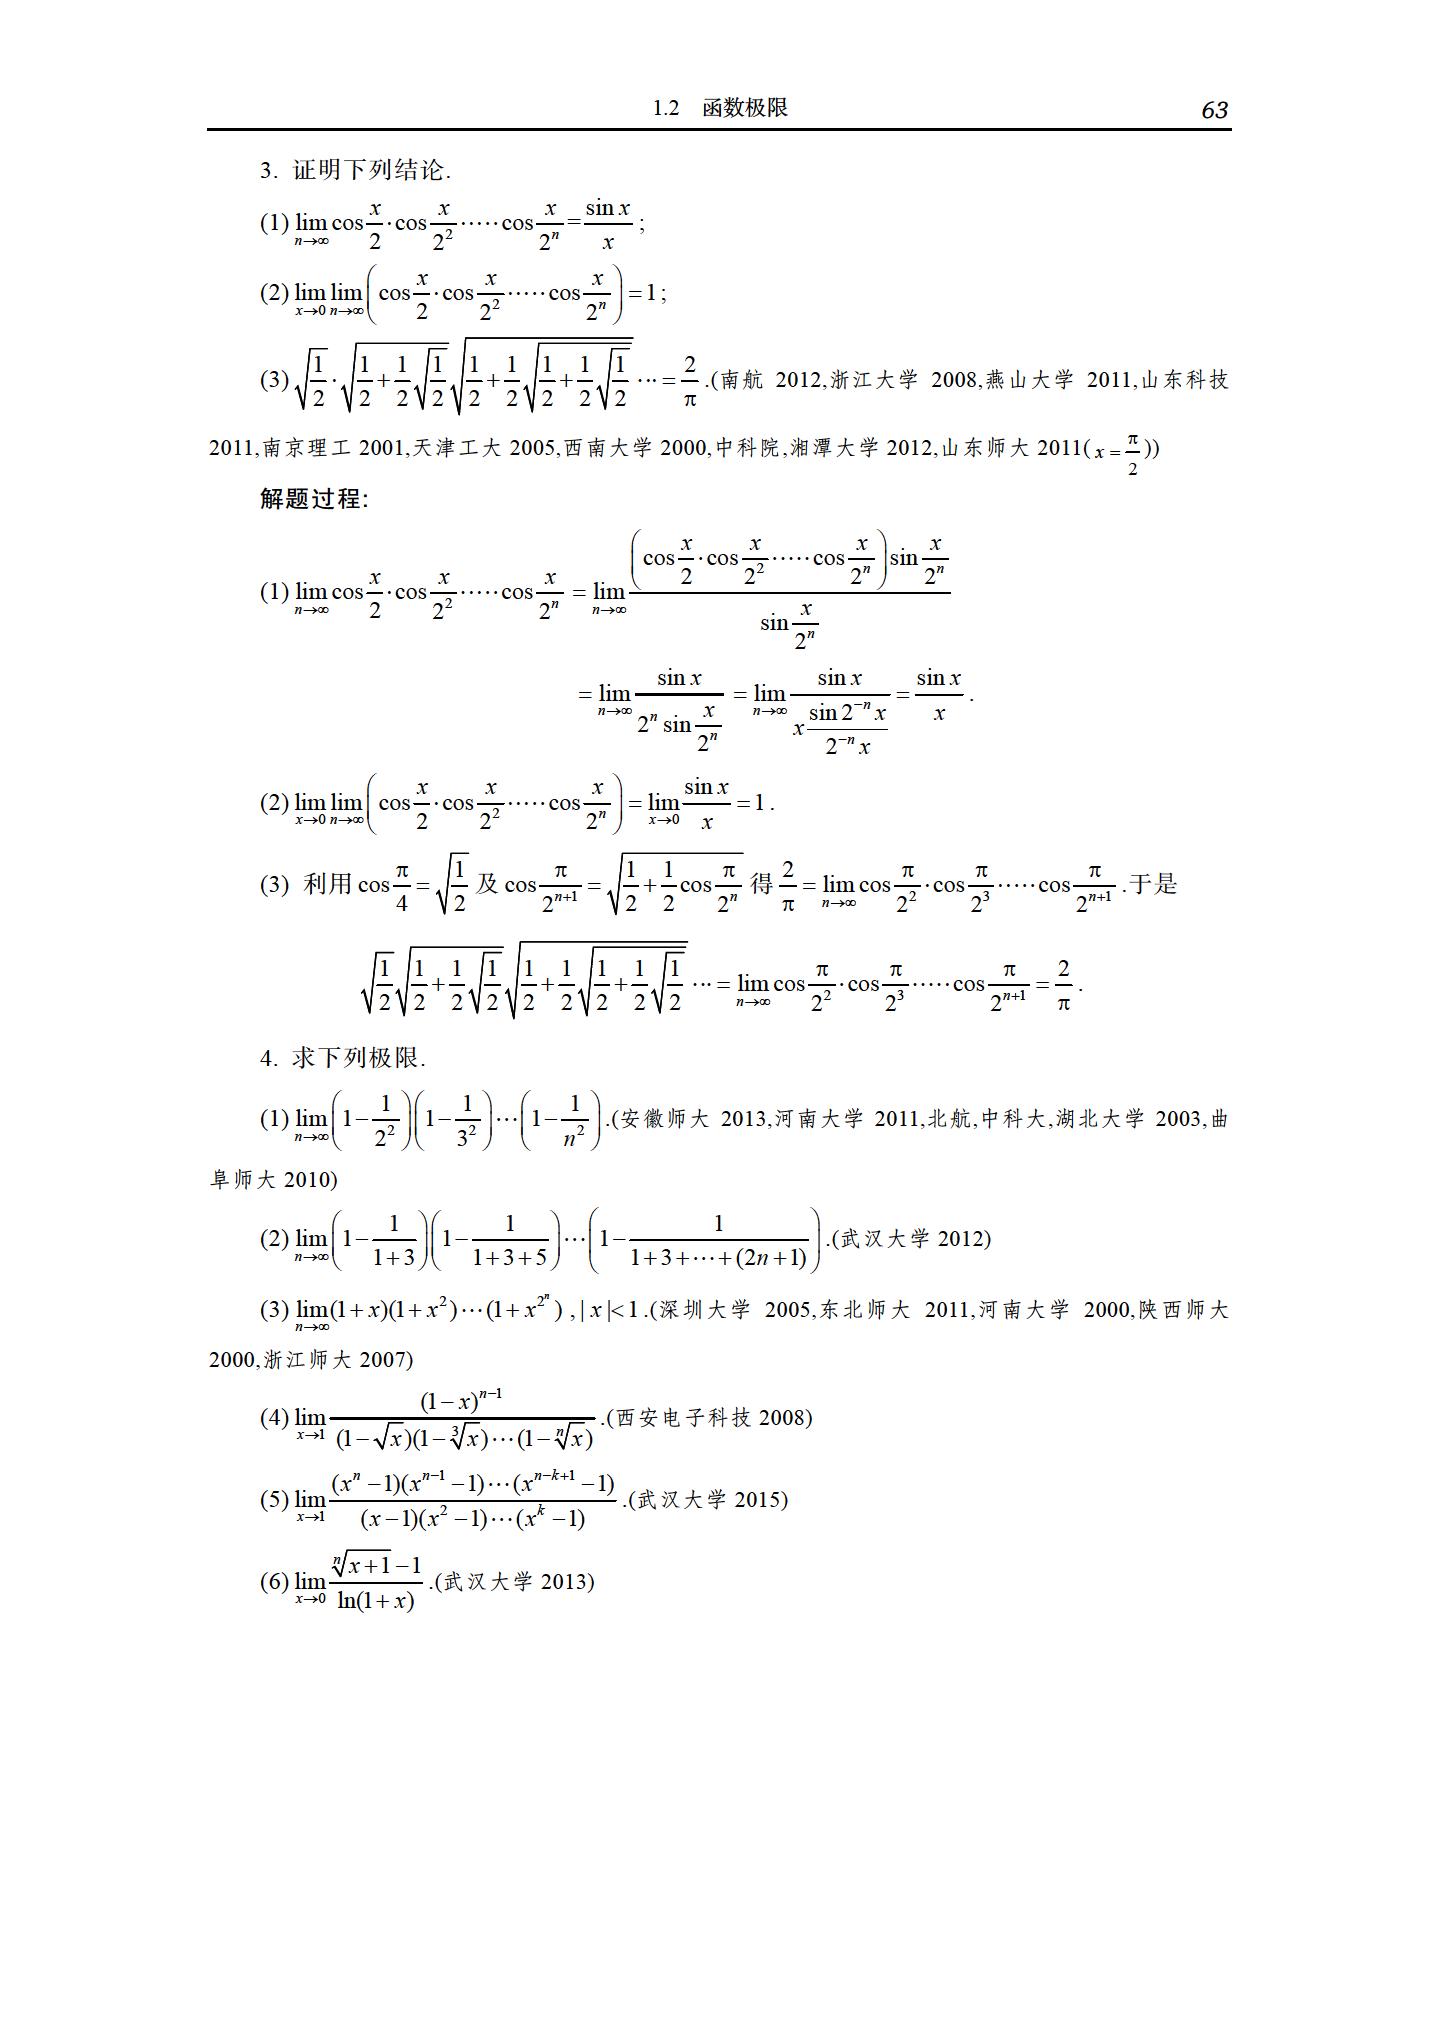 1.2 函数极限 63
3. 证明下列结论.
(1) $\lim_{n\to\infty}\cos\frac{x}{2}\cdot\cos\frac{x}{2^2}\cdot\cdots\cdot\cos\frac{x}{2^n}=\frac{\sin x}{x}$;
(2) $\lim_{x\to 0}\lim_{n\to\infty}\left(\cos\frac{x}{2}\cdot\cos\frac{x}{2^2}\cdot\cdots\cdot\cos\frac{x}{2^n}\right)=1$;
(3) $\sqrt{\frac{1}{2}}\cdot\sqrt{\frac{1}{2}+\frac{1}{2}\sqrt{\frac{1}{2}}}\sqrt{\frac{1}{2}+\frac{1}{2}\sqrt{\frac{1}{2}+\frac{1}{2}\sqrt{\frac{1}{2}}}}\cdots=\frac{2}{\pi}$.(南航 2012,浙江大学 2008,燕山大学 2011,山东科技
2011,南京理工 2001,天津工大 2005,西南大学 2000,中科院,湘潭大学 2012,山东师大 2011($x=\frac{\pi}{2}$))
解题过程:
(1) $\lim_{n\to\infty}\cos\frac{x}{2}\cdot\cos\frac{x}{2^2}\cdot\cdots\cdot\cos\frac{x}{2^n}=\lim_{n\to\infty}\frac{\left(\cos\frac{x}{2}\cdot\cos\frac{x}{2^2}\cdot\cdots\cdot\cos\frac{x}{2^n}\right)\sin\frac{x}{2^n}}{\sin\frac{x}{2^n}}$
$=\lim_{n\to\infty}\frac{\sin x}{2^n\sin\frac{x}{2^n}}=\lim_{n\to\infty}\frac{\sin x}{x\frac{\sin 2^{-n}x}{2^{-n}x}}=\frac{\sin x}{x}$.
(2) $\lim_{x\to 0}\lim_{n\to\infty}\left(\cos\frac{x}{2}\cdot\cos\frac{x}{2^2}\cdot\cdots\cdot\cos\frac{x}{2^n}\right)=\lim_{x\to 0}\frac{\sin x}{x}=1$.
(3) 利用 $\cos\frac{\pi}{4}=\sqrt{\frac{1}{2}}$ 及 $\cos\frac{\pi}{2^{n+1}}=\sqrt{\frac{1}{2}+\frac{1}{2}\cos\frac{\pi}{2^n}}$ 得 $\frac{2}{\pi}=\lim_{n\to\infty}\cos\frac{\pi}{2^2}\cdot\cos\frac{\pi}{2^3}\cdot\cdots\cdot\cos\frac{\pi}{2^{n+1}}$.于是
$\sqrt{\frac{1}{2}}\sqrt{\frac{1}{2}+\frac{1}{2}\sqrt{\frac{1}{2}}}\sqrt{\frac{1}{2}+\frac{1}{2}\sqrt{\frac{1}{2}+\frac{1}{2}\sqrt{\frac{1}{2}}}}\cdots=\lim_{n\to\infty}\cos\frac{\pi}{2^2}\cdot\cos\frac{\pi}{2^3}\cdot\cdots\cdot\cos\frac{\pi}{2^{n+1}}=\frac{2}{\pi}$.
4. 求下列极限.
(1) $\lim_{n\to\infty}\left(1-\frac{1}{2^2}\right)\left(1-\frac{1}{3^2}\right)\cdots\left(1-\frac{1}{n^2}\right)$.(安徽师大 2013,河南大学 2011,北航,中科大,湖北大学 2003,曲
阜师大 2010)
(2) $\lim_{n\to\infty}\left(1-\frac{1}{1+3}\right)\left(1-\frac{1}{1+3+5}\right)\cdots\left(1-\frac{1}{1+3+\cdots+(2n+1)}\right)$.(武汉大学 2012)
(3) $\lim_{n\to\infty}(1+x)(1+x^2)\cdots(1+x^{2^n})$,$|x|<1$.(深圳大学 2005,东北师大 2011,河南大学 2000,陕西师大
2000,浙江师大 2007)
(4) $\lim_{x\to 1}\frac{(1-x)^{n-1}}{(1-\sqrt{x})(1-\sqrt[3]{x})\cdots(1-\sqrt[n]{x})}$.(西安电子科技 2008)
(5) $\lim_{x\to 1}\frac{(x^n-1)(x^{n-1}-1)\cdots(x^{n-k+1}-1)}{(x-1)(x^2-1)\cdots(x^k-1)}$.(武汉大学 2015)
(6) $\lim_{x\to 0}\frac{\sqrt[n]{x+1}-1}{\ln(1+x)}$.(武汉大学 2013)